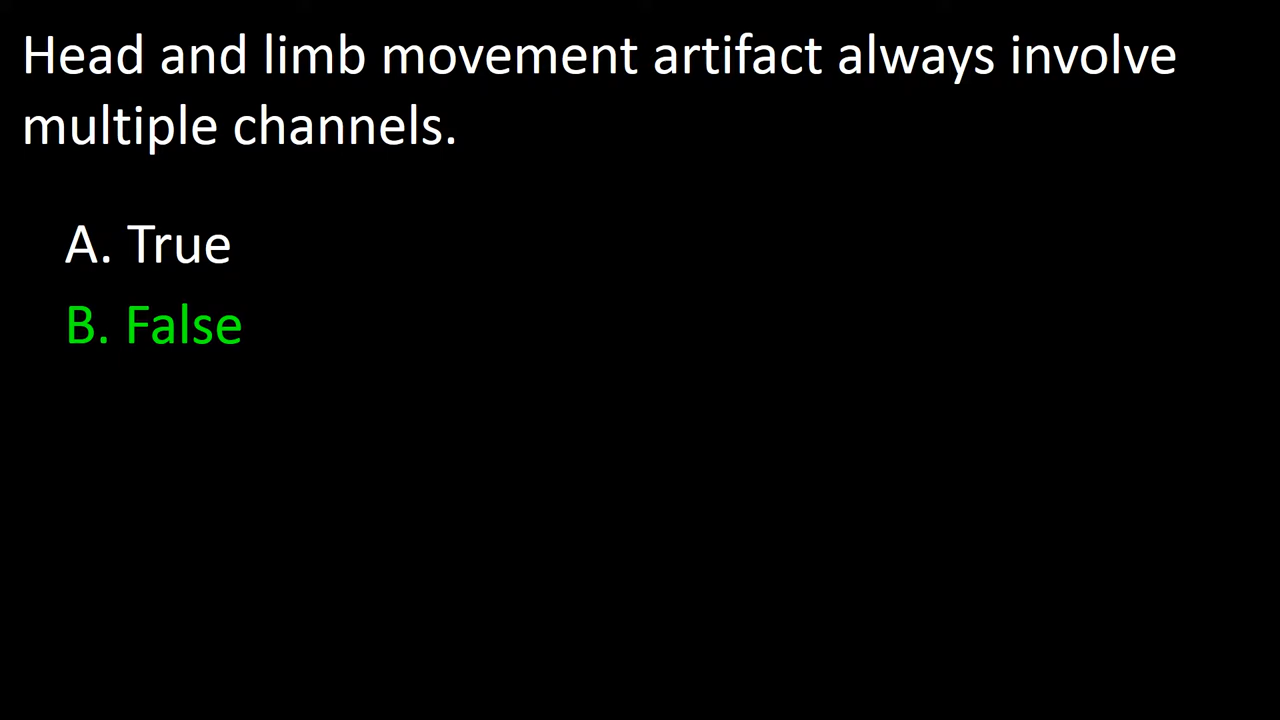 Head and limb movement artifact always involve
multiple channels.
A. True
B. False